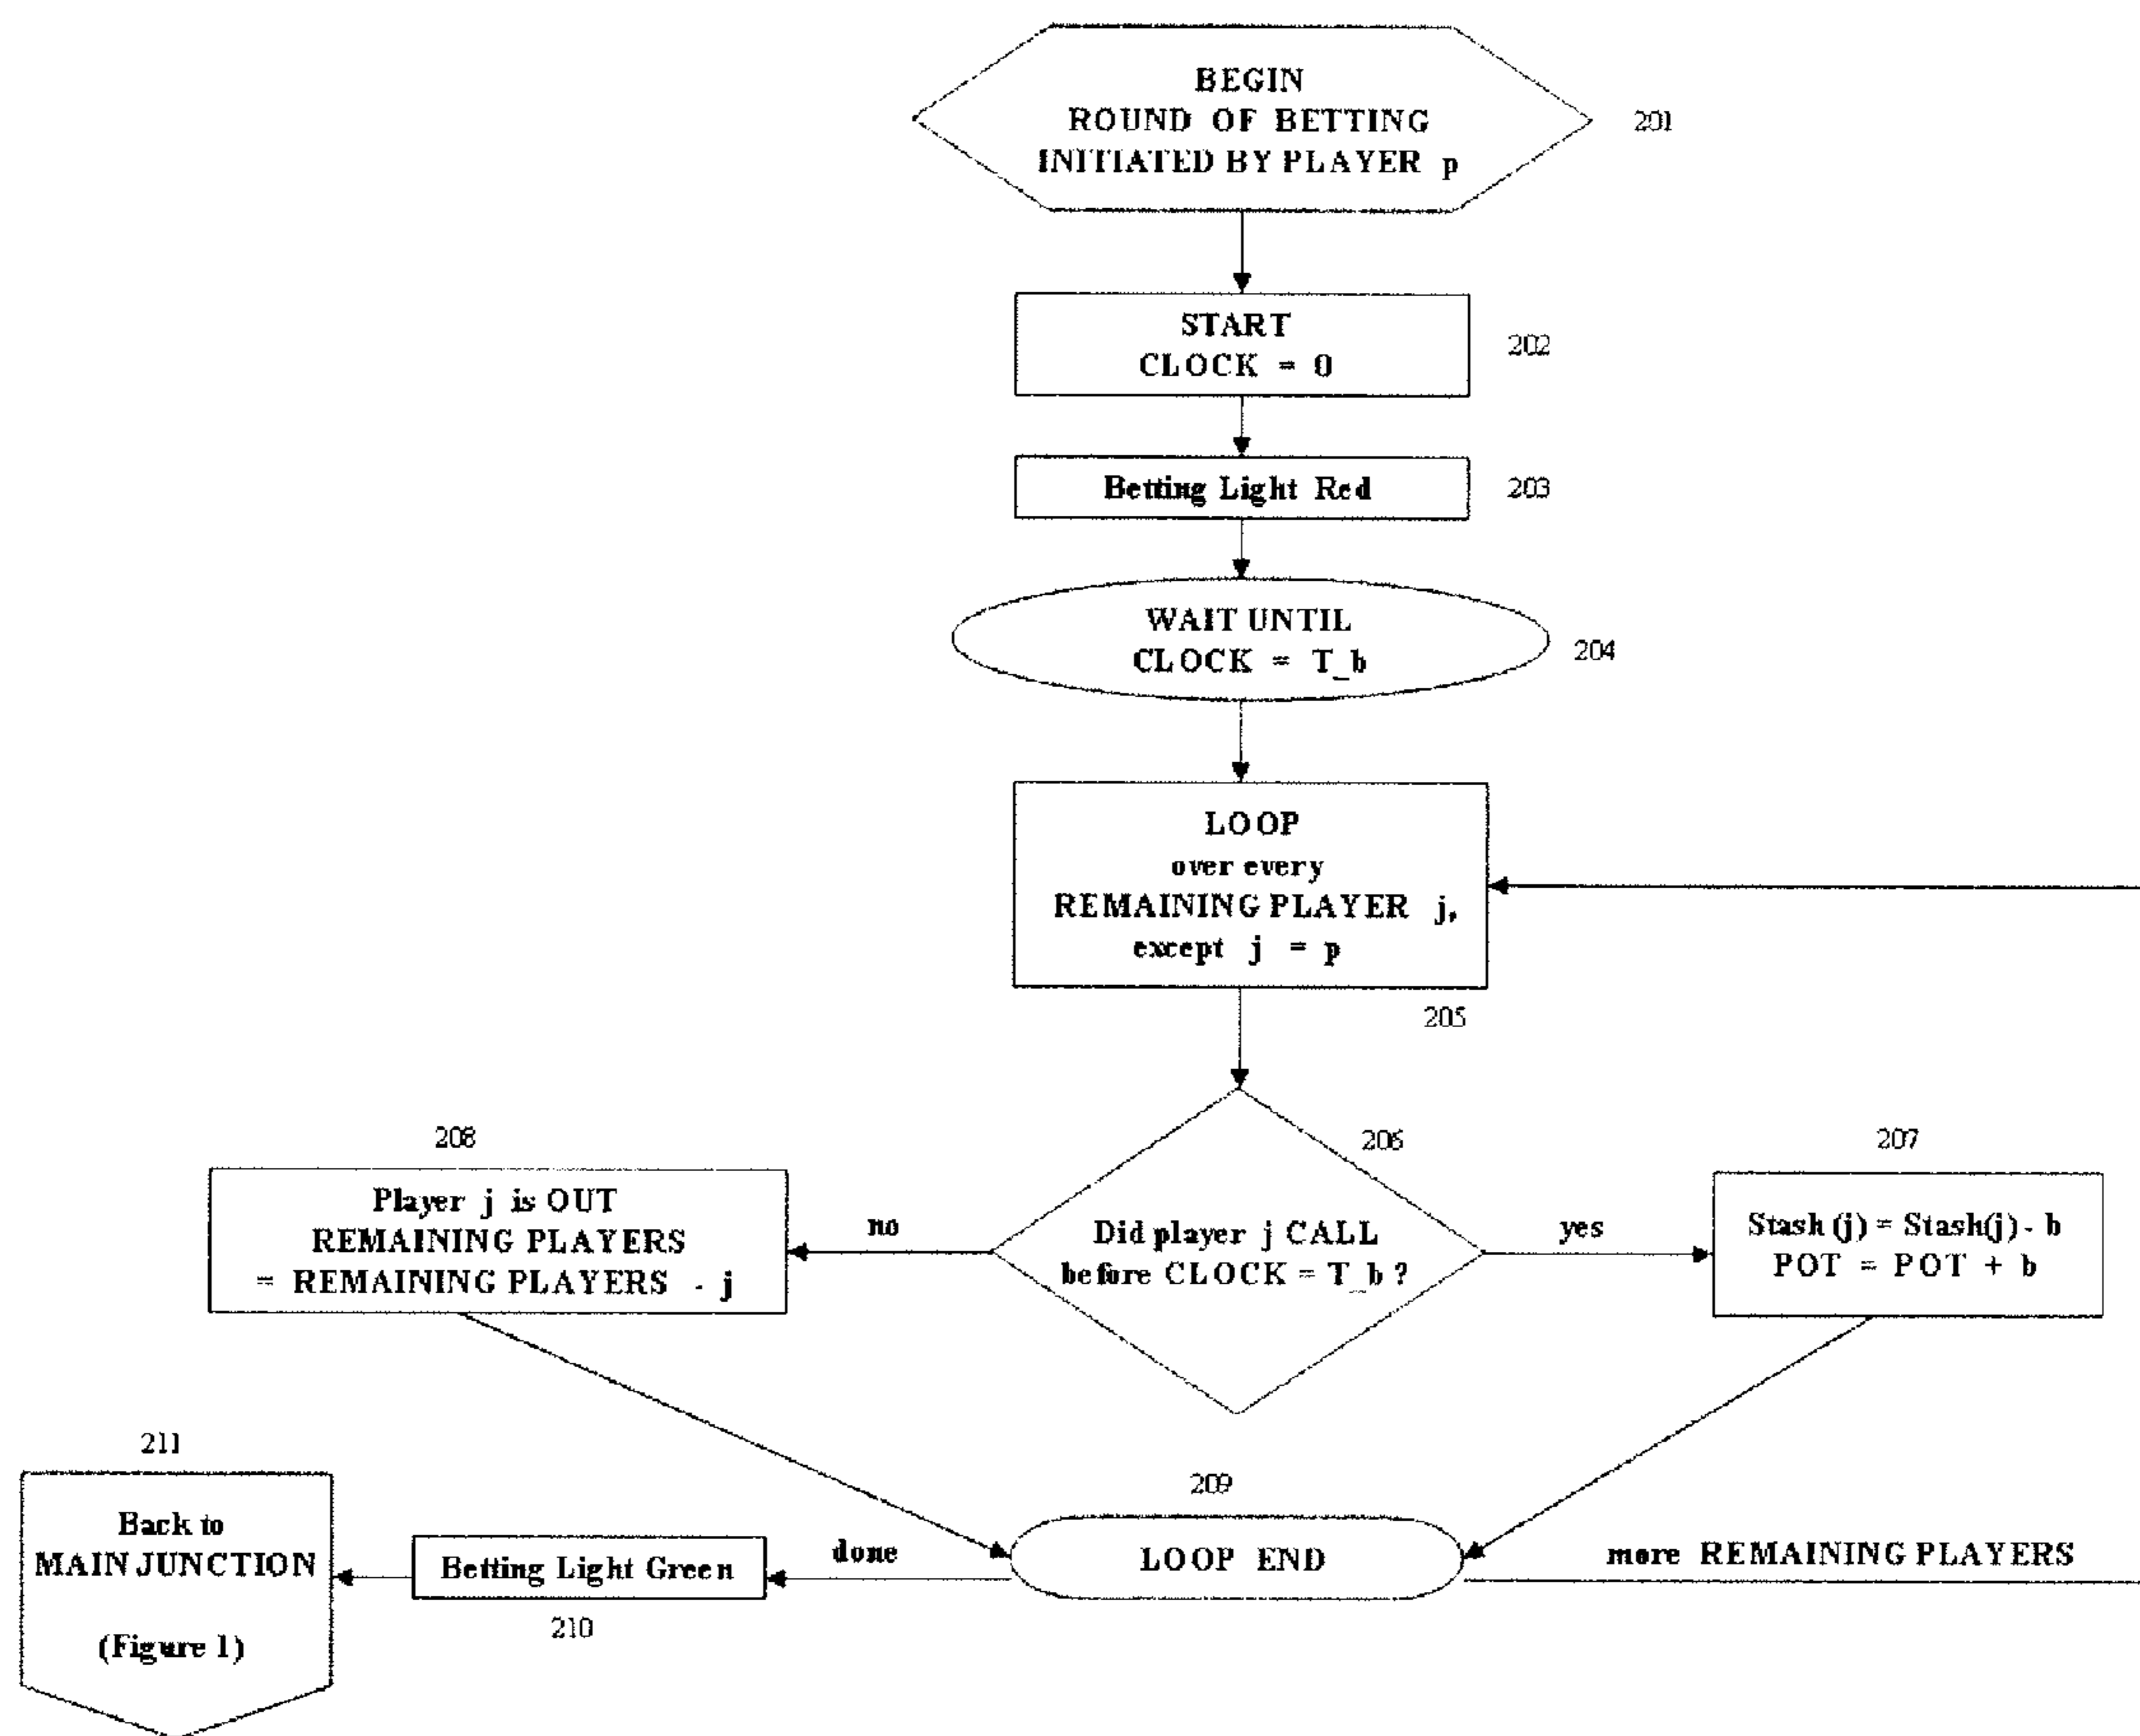 BEGIN
ROUND OF BETTING
INITIATED BY PLAYER p
201
START
CLOCK = 0
202
Betting Light Red
203
WAIT UNTIL
CLOCK = T_b
204
LOOP
over every
REMAINING PLAYER j,
except j = p
205
208
Player j is OUT
REMAINING PLAYERS
= REMAINING PLAYERS - j
no
206
Did player j CALL
before CLOCK = T_b ?
yes
207
Stash (j) = Stash(j) - b
POT = POT + b
211
Back to
MAIN JUNCTION
(Figure 1)
Betting Light Green
210
done
209
LOOP END
more REMAINING PLAYERS